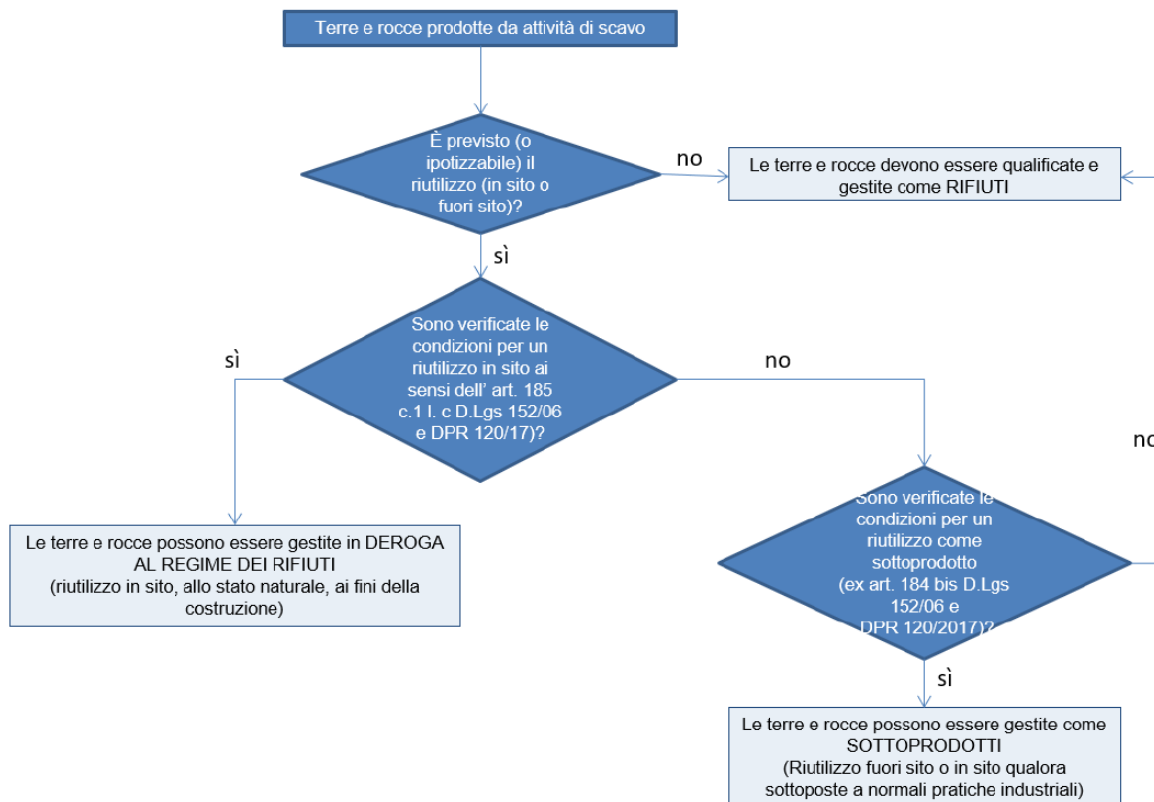 Terre e rocce prodotte da attività di scavo
È previsto (o
ipotizzabile) il
riutilizzo (in sito o
fuori sito)?
no
Le terre e rocce devono essere qualificate e
gestite come RIFIUTI
sì
Sono verificate le
condizioni per un
riutilizzo in sito ai
sensi dell' art. 185
c.1 l. c D.Lgs 152/06
e DPR 120/17)?
sì
no
no
Le terre e rocce possono essere gestite in DEROGA
AL REGIME DEI RIFIUTI
(riutilizzo in sito, allo stato naturale, ai fini della
costruzione)
Sono verificate le
condizioni per un
riutilizzo come
sottoprodotto
(ex art. 184 bis D.Lgs
152/06 e
DPR 120/2017)?
sì
Le terre e rocce possono essere gestite come
SOTTOPRODOTTI
(Riutilizzo fuori sito o in sito qualora
sottoposte a normali pratiche industriali)